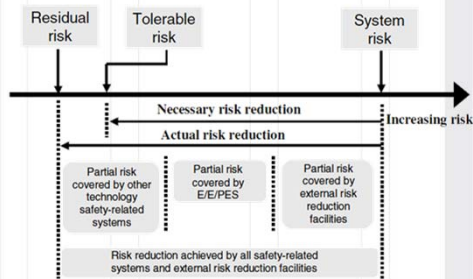 Residual
risk
Tolerable
risk
System
risk
Necessary risk reduction
Increasing risk
Actual risk reduction
Partial risk
covered by other
technology
safety-related
systems
Partial risk
covered by
E/E/PES
Partial risk
covered by
external risk
reduction
facilities
Risk reduction achieved by all safety-related
systems and external risk reduction facilities